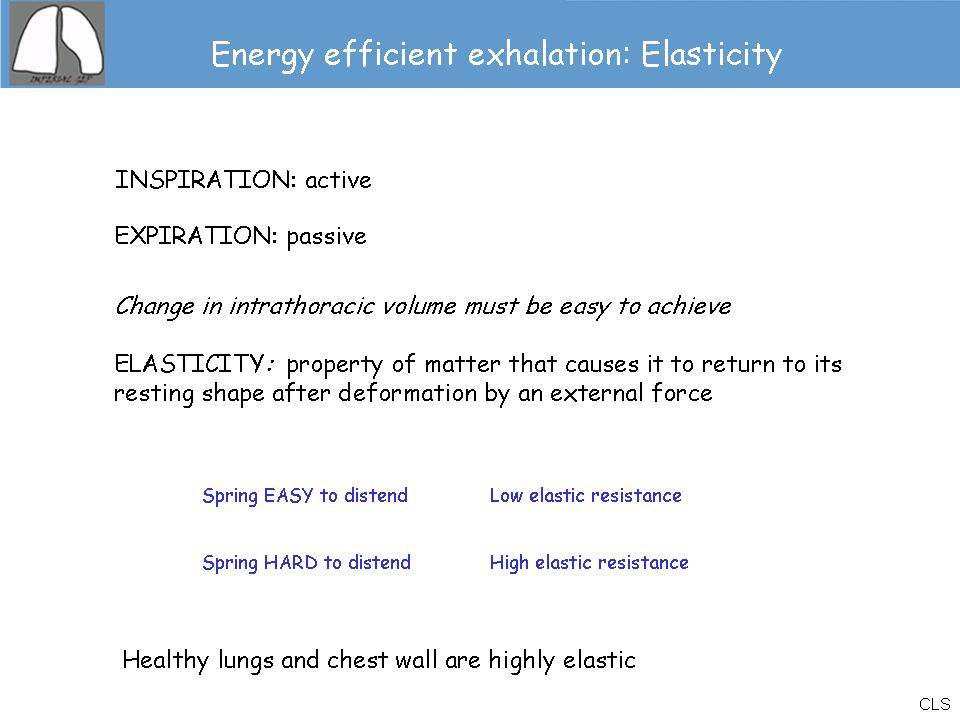 Energy efficient exhalation: Elasticity
INSPIRATION: active
EXPIRATION: passive
Change in intrathoracic volume must be easy to achieve
ELASTICITY: property of matter that causes it to return to its
resting shape after deformation by an external force
Spring EASY to distend Low elastic resistance
Spring HARD to distend High elastic resistance
Healthy lungs and chest wall are highly elastic
CLS